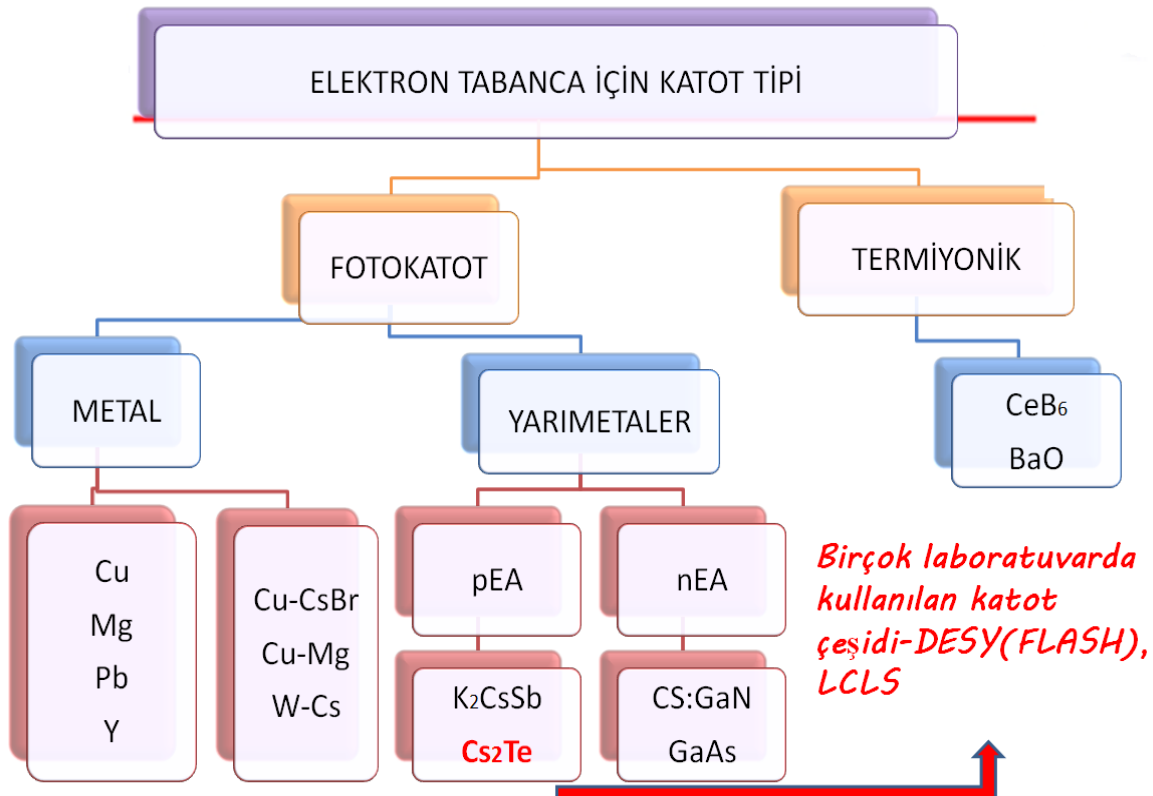 ELEKTRON TABANCA İÇİN KATOT TİPİ
FOTOKATOT
TERMİYONİK
METAL
YARIMETALER
CeB6
BaO
Cu
Mg
Pb
Y
Cu-CsBr
Cu-Mg
W-Cs
pEA
nEA
K2CsSb
Cs2Te
CS:GaN
GaAs
Birçok laboratuvarda
kullanılan katot
çeşidi-DESY(FLASH),
LCLS